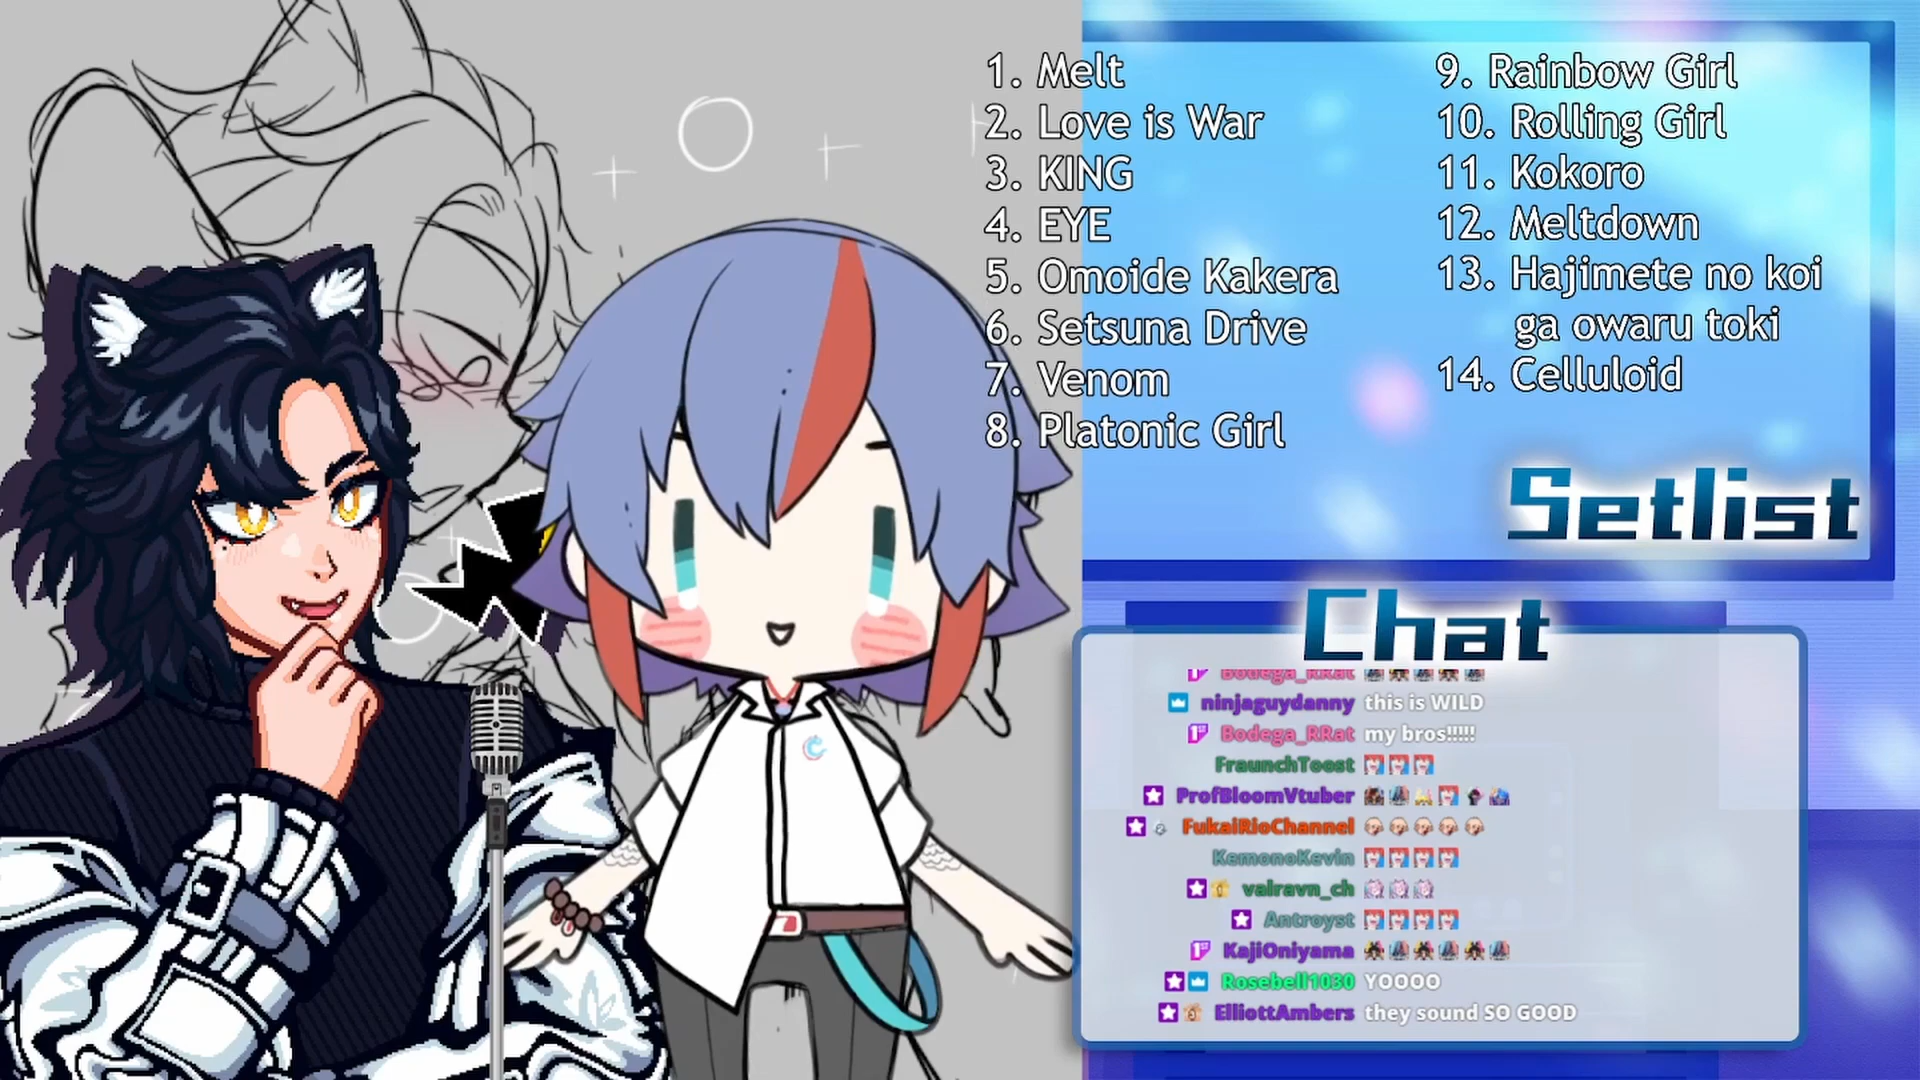 1. Melt
2. Love is War
3. KING
4. EYE
5. Omoide Kakera
6. Setsuna Drive
7. Venom
8. Platonic Girl
9. Rainbow Girl
10. Rolling Girl
11. Kokoro
12. Meltdown
13. Hajimete no koi
ga owaru toki
14. Celluloid
Setlist
Chat
Bodega_RRat
ninjaguydanny this is WILD
Bodega_RRat my bros!!!!!
FraunchToost
ProfBloomVtuber
FukaiRioChannel
KemonoKevin
valravn_ch
Antroyst
KajiOniyama
Rosebell1030 YOOOO
ElliottAmbers they sound SO GOOD